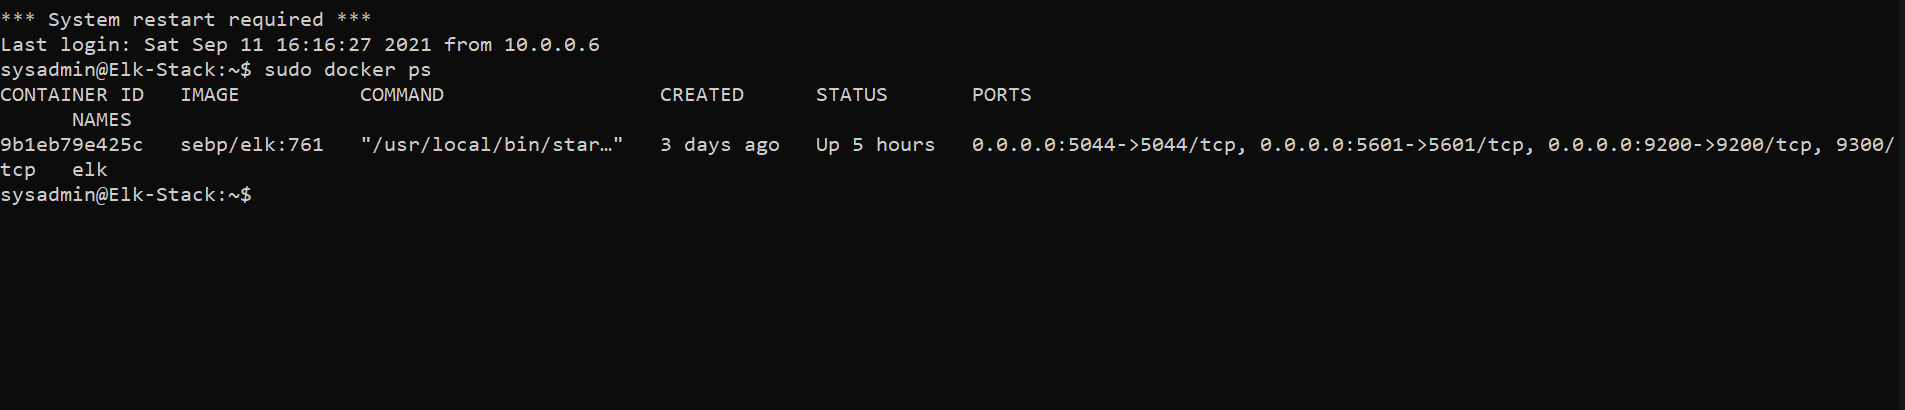 *** System restart required ***
Last login: Sat Sep 11 16:16:27 2021 from 10.0.0.6
sysadmin@Elk-Stack:~$ sudo docker ps
CONTAINER ID   IMAGE          COMMAND                  CREATED      STATUS       PORTS
      NAMES
9b1eb79e425c   sebp/elk:761   "/usr/local/bin/star…"   3 days ago   Up 5 hours   0.0.0.0:5044->5044/tcp, 0.0.0.0:5601->5601/tcp, 0.0.0.0:9200->9200/tcp, 9300/
tcp   elk
sysadmin@Elk-Stack:~$